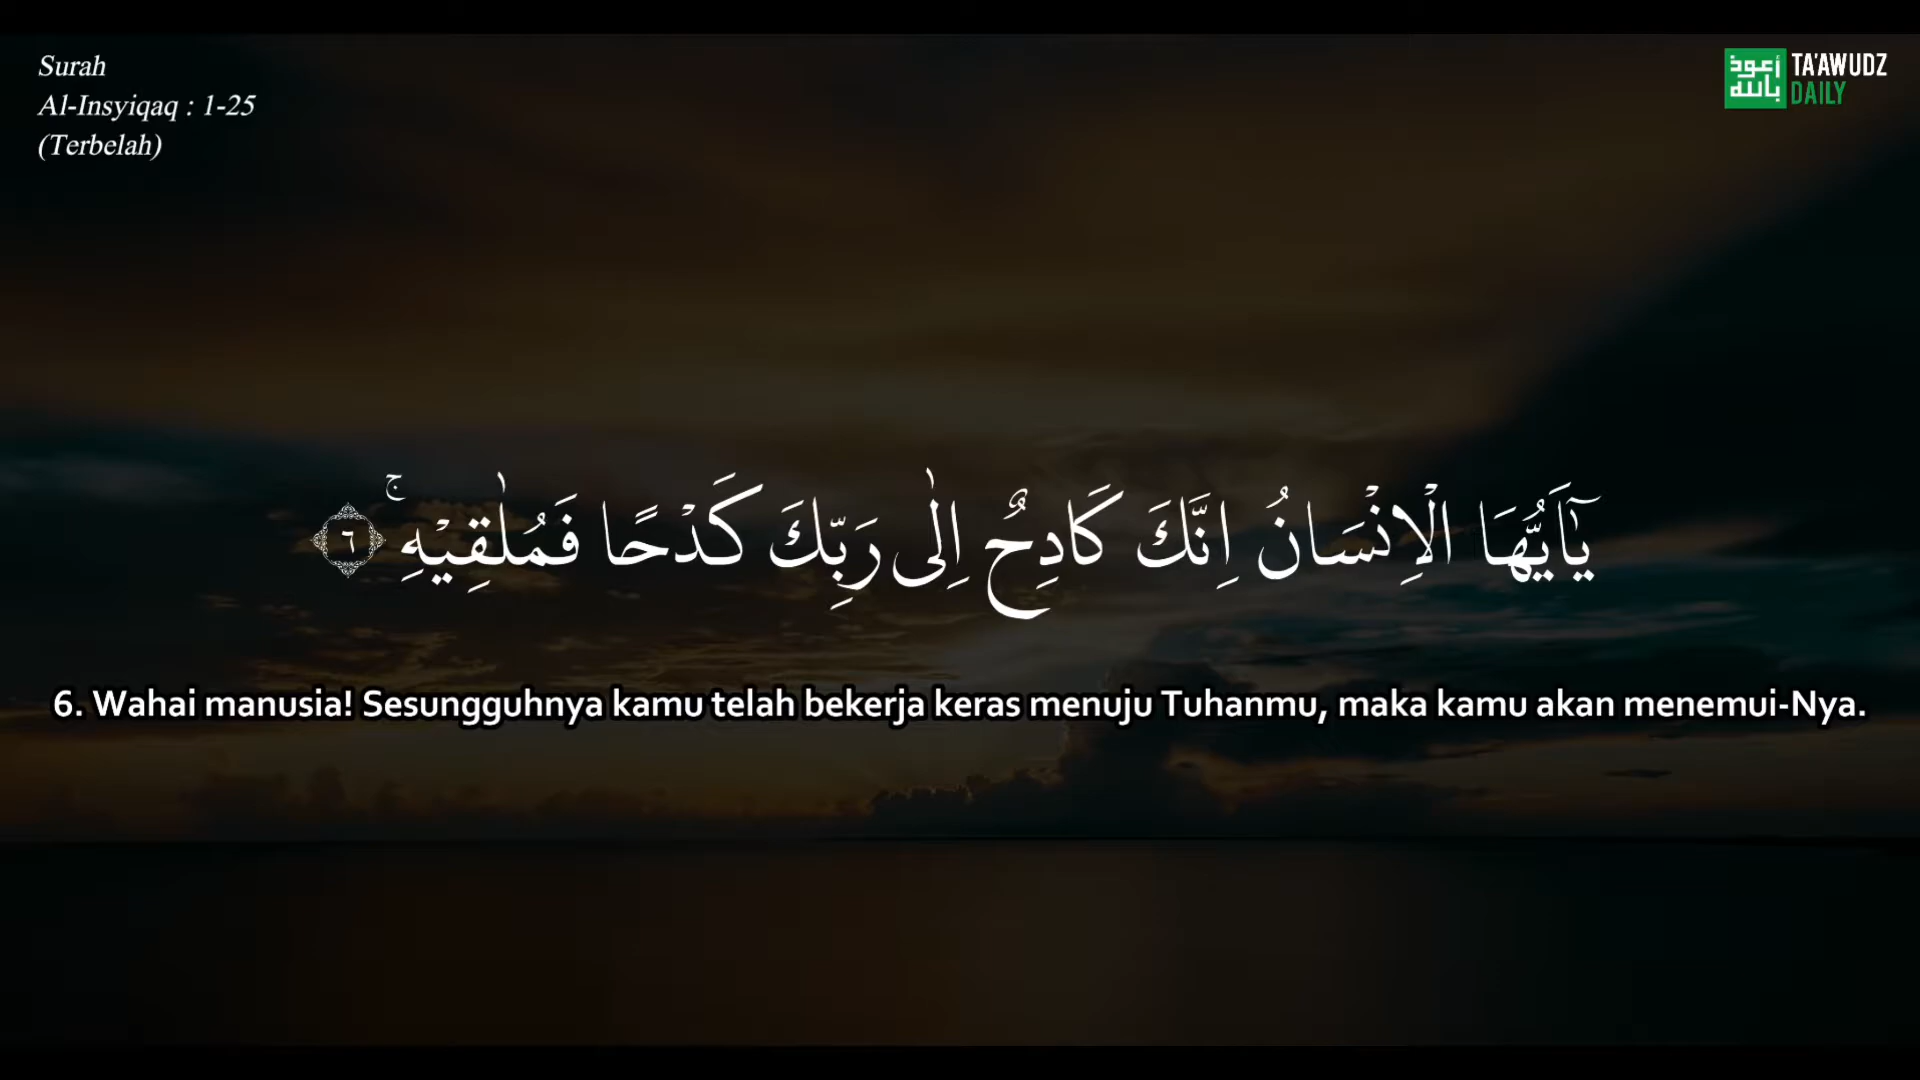 Surah
Al-Insyiqaq : 1-25
(Terbelah)
أعوذ
بالله
TA'AWUDZ
DAILY
يٰٓاَيُّهَا الْاِنْسَانُ اِنَّكَ كَادِحٌ اِلٰى رَبِّكَ كَدْحًا فَمُلٰقِيْهِۚ ٦
6. Wahai manusia! Sesungguhnya kamu telah bekerja keras menuju Tuhanmu, maka kamu akan menemui-Nya.